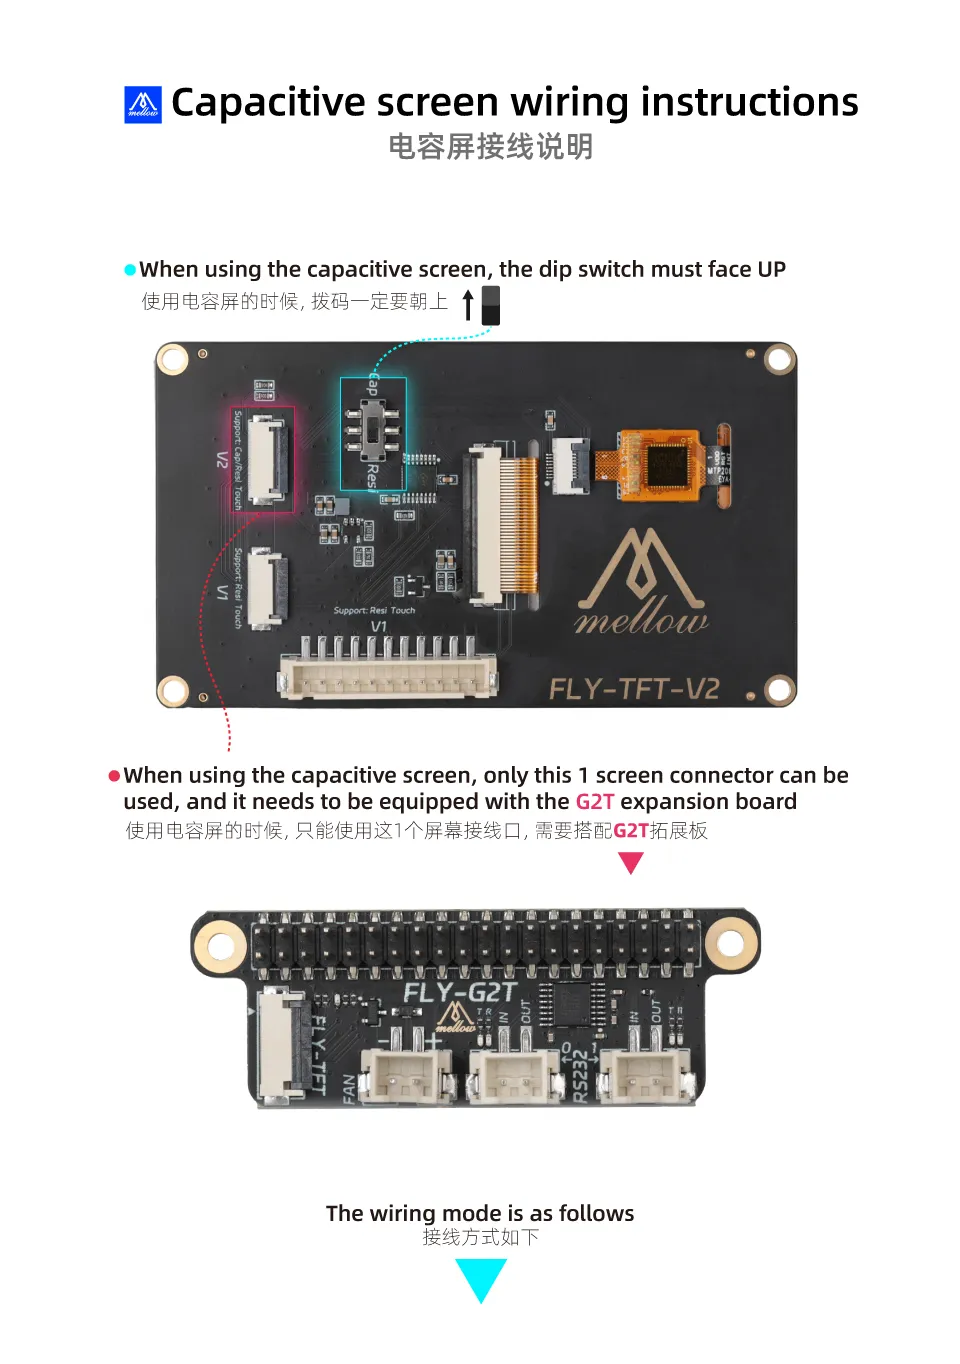 mellow
Capacitive screen wiring instructions
电容屏接线说明
When using the capacitive screen, the dip switch must face UP
使用电容屏的时候, 拨码一定要朝上
Cap
Resi
Support: Cap/Resi Touch
V2
Support: Resi Touch
V1
Support: Resi Touch
V1
mellow
FLY-TFT-V2
When using the capacitive screen, only this 1 screen connector can be
used, and it needs to be equipped with the G2T expansion board
使用电容屏的时候, 只能使用这1个屏幕接线口, 需要搭配G2T拓展板
FLY-G2T
mellow
FLY-TFT
FAN
- +
T R
IN
OUT
0 1
RS232
IN
OUT
T R
The wiring mode is as follows
接线方式如下